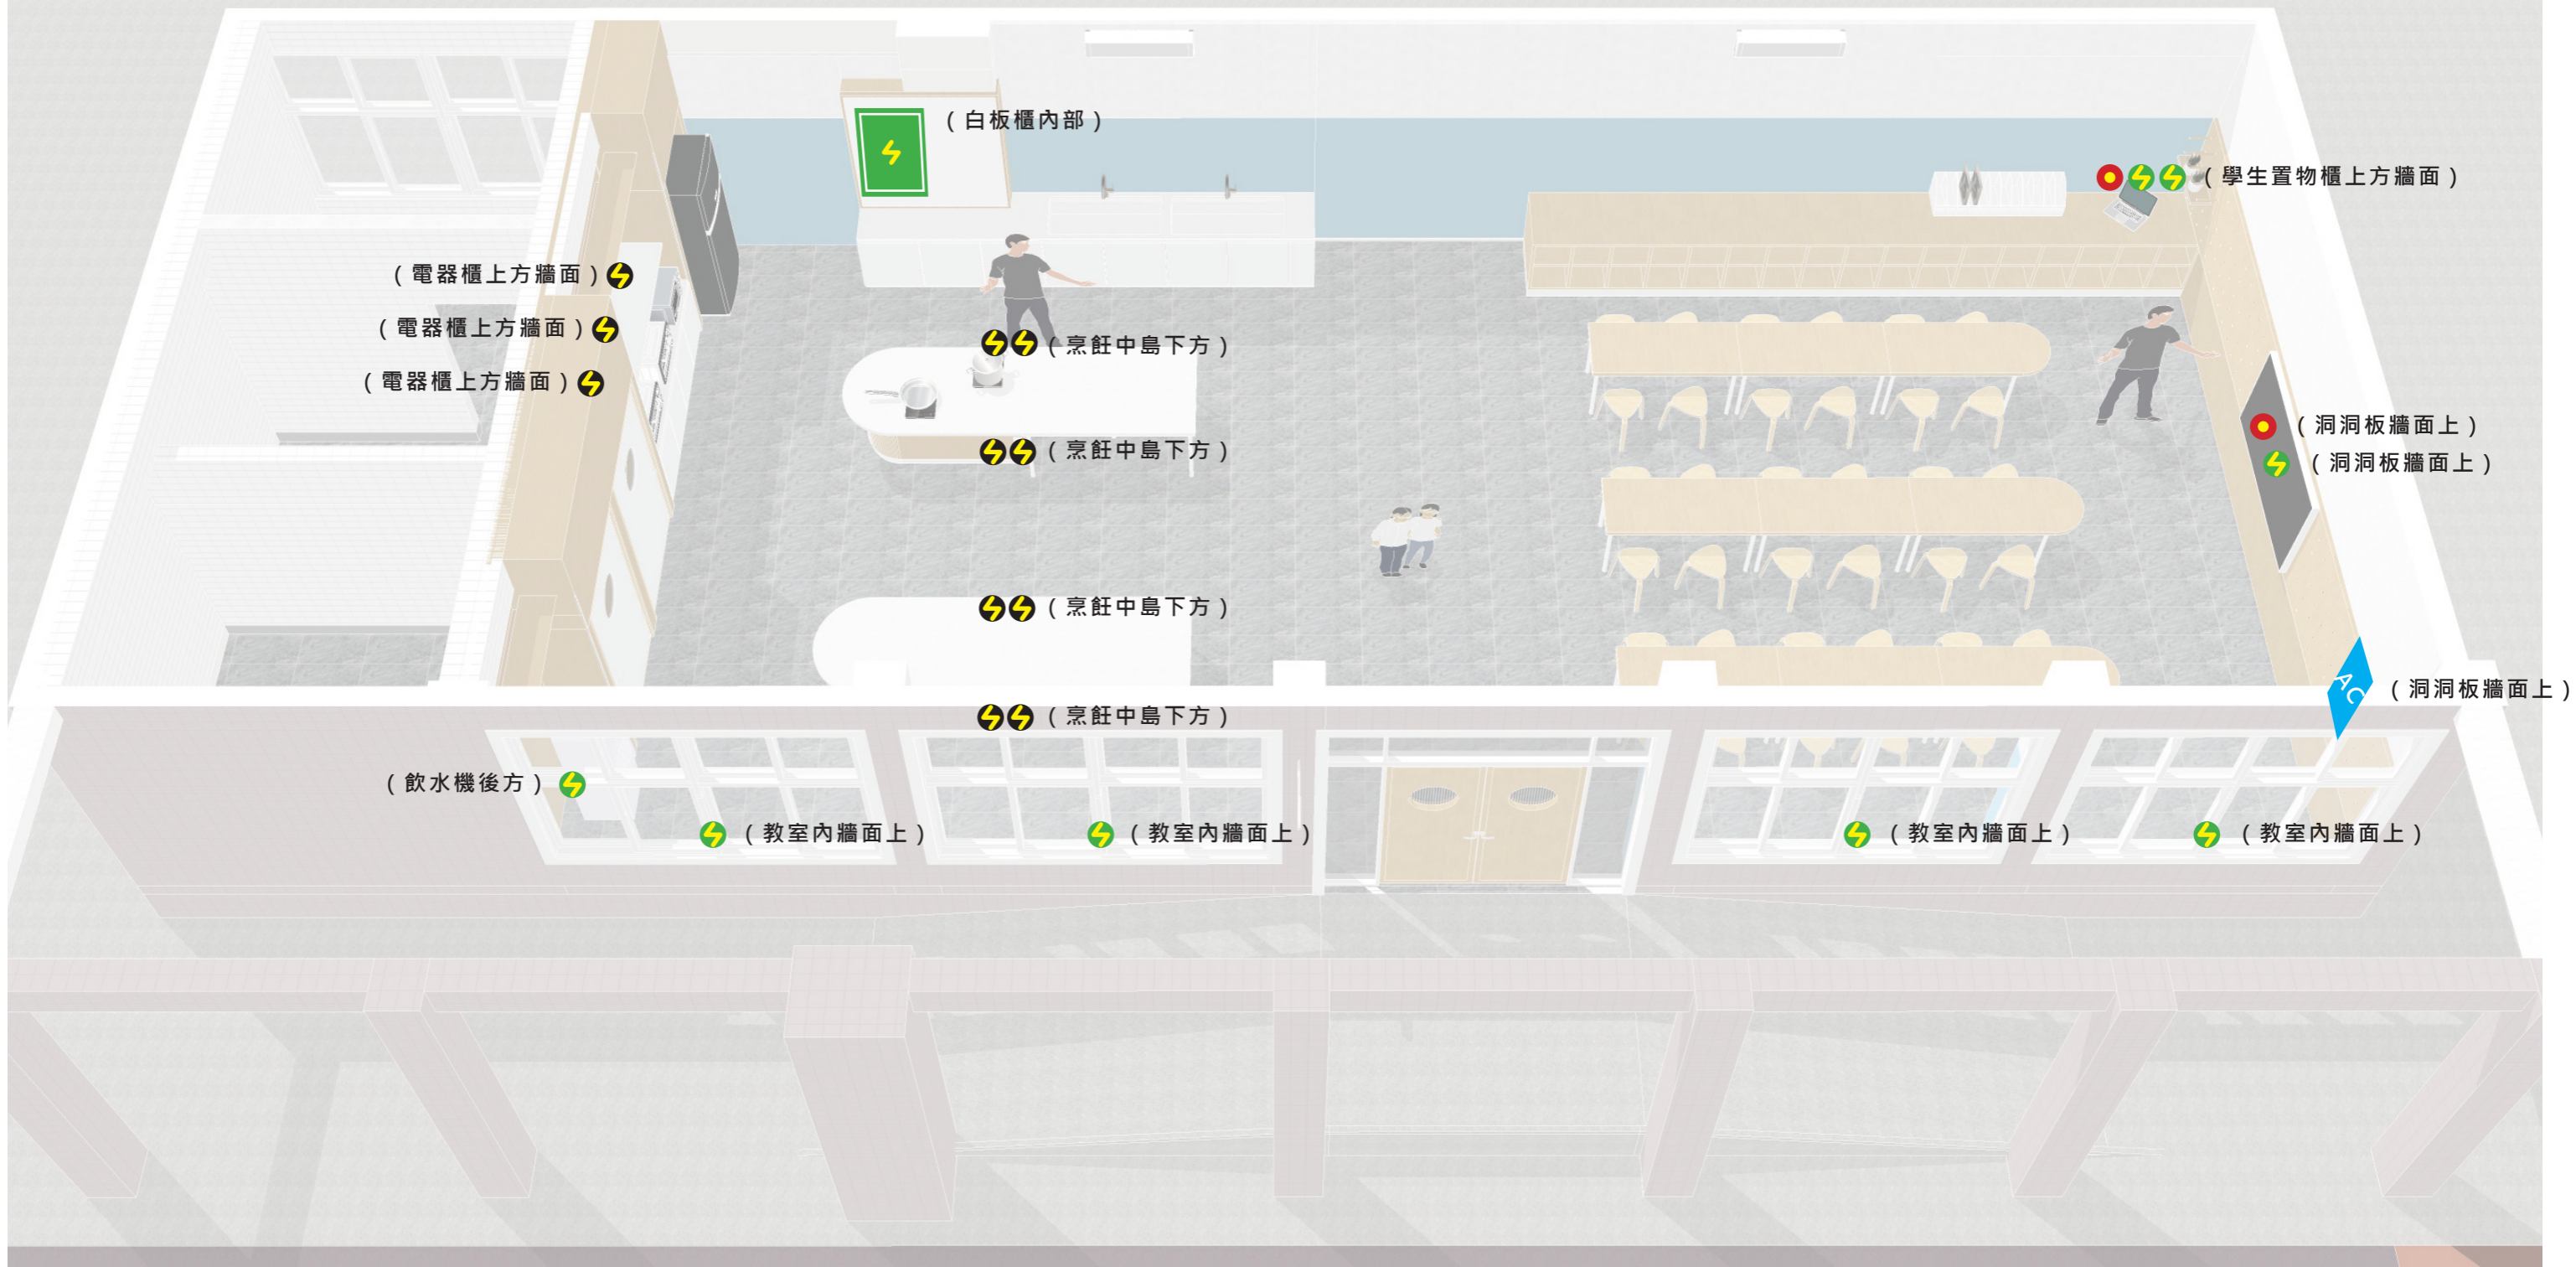 (白板櫃內部)
(學生置物櫃上方牆面)
(電器櫃上方牆面)
(電器櫃上方牆面)
(烹飪中島下方)
(電器櫃上方牆面)
(洞洞板牆面上)
(烹飪中島下方)
(洞洞板牆面上)
(烹飪中島下方)
AC
(洞洞板牆面上)
(烹飪中島下方)
(飲水機後方)
(教室內牆面上)
(教室內牆面上)
(教室內牆面上)
(教室內牆面上)